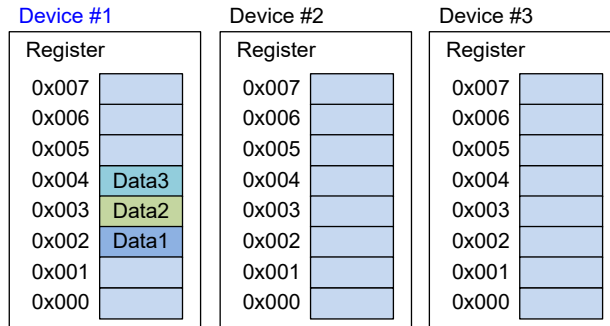 Device #1
Register
0x007
0x006
0x005
0x004 Data3
0x003 Data2
0x002 Data1
0x001
0x000
Device #2
Register
0x007
0x006
0x005
0x004
0x003
0x002
0x001
0x000
Device #3
Register
0x007
0x006
0x005
0x004
0x003
0x002
0x001
0x000